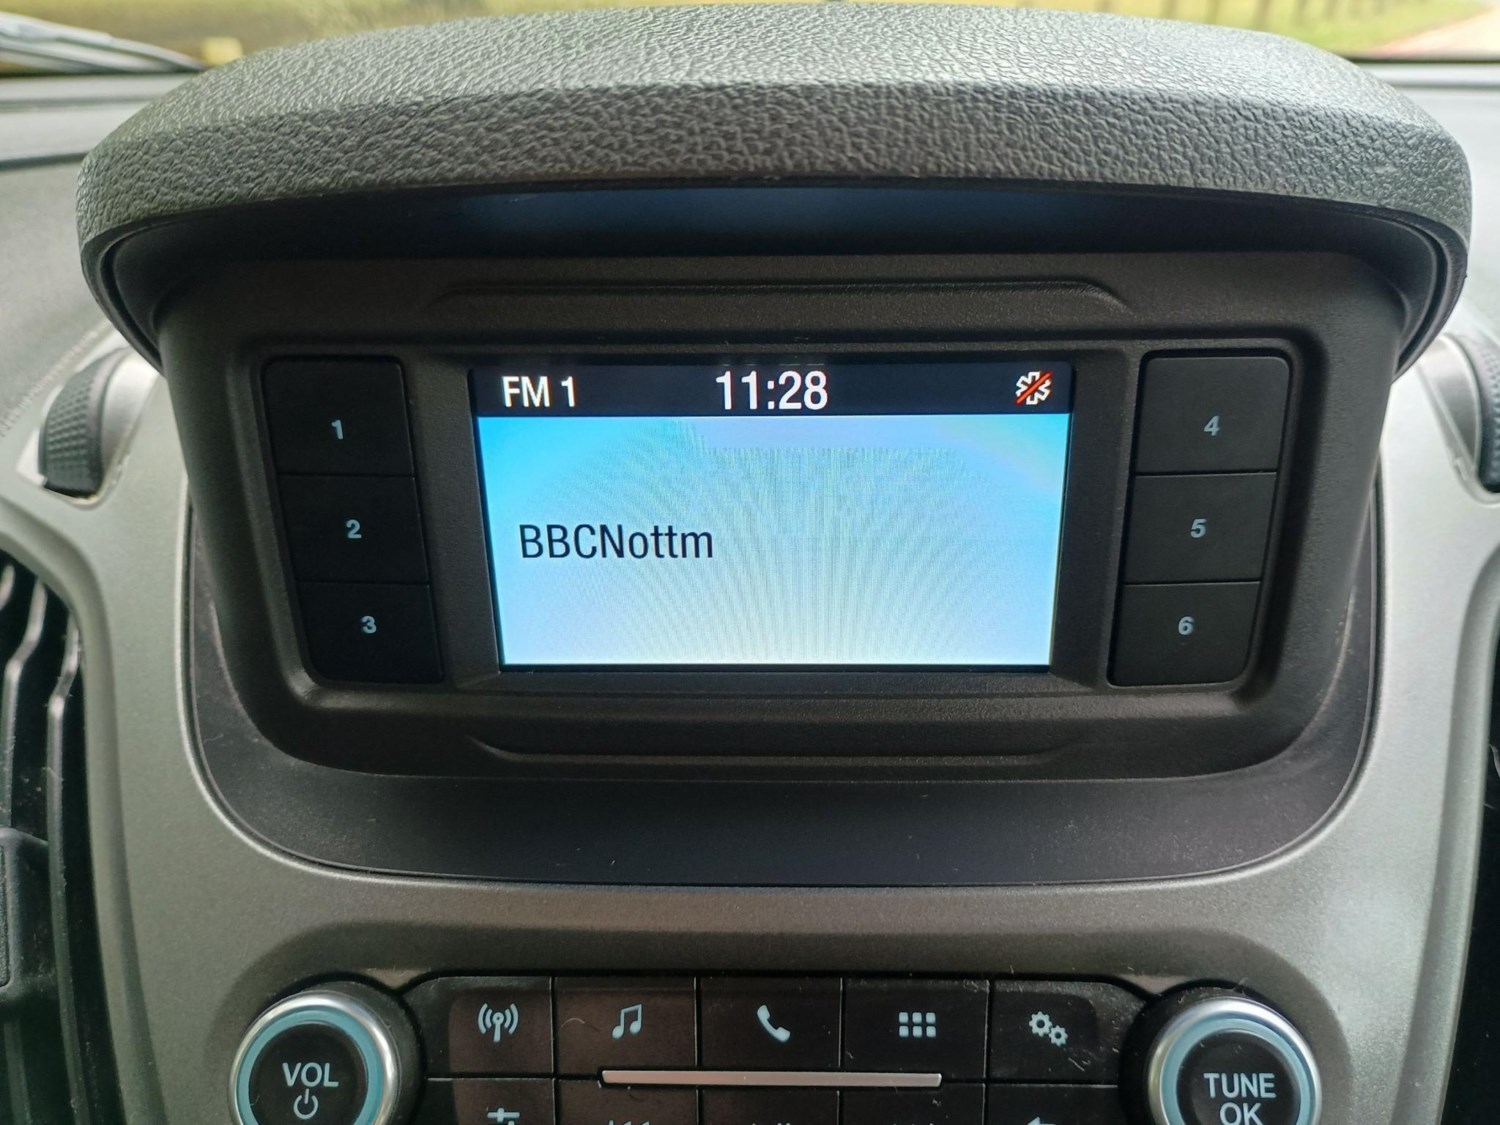 FM 1 11:28
1
4
BBCNottm
2
5
3
6
VOL
TUNE
OK